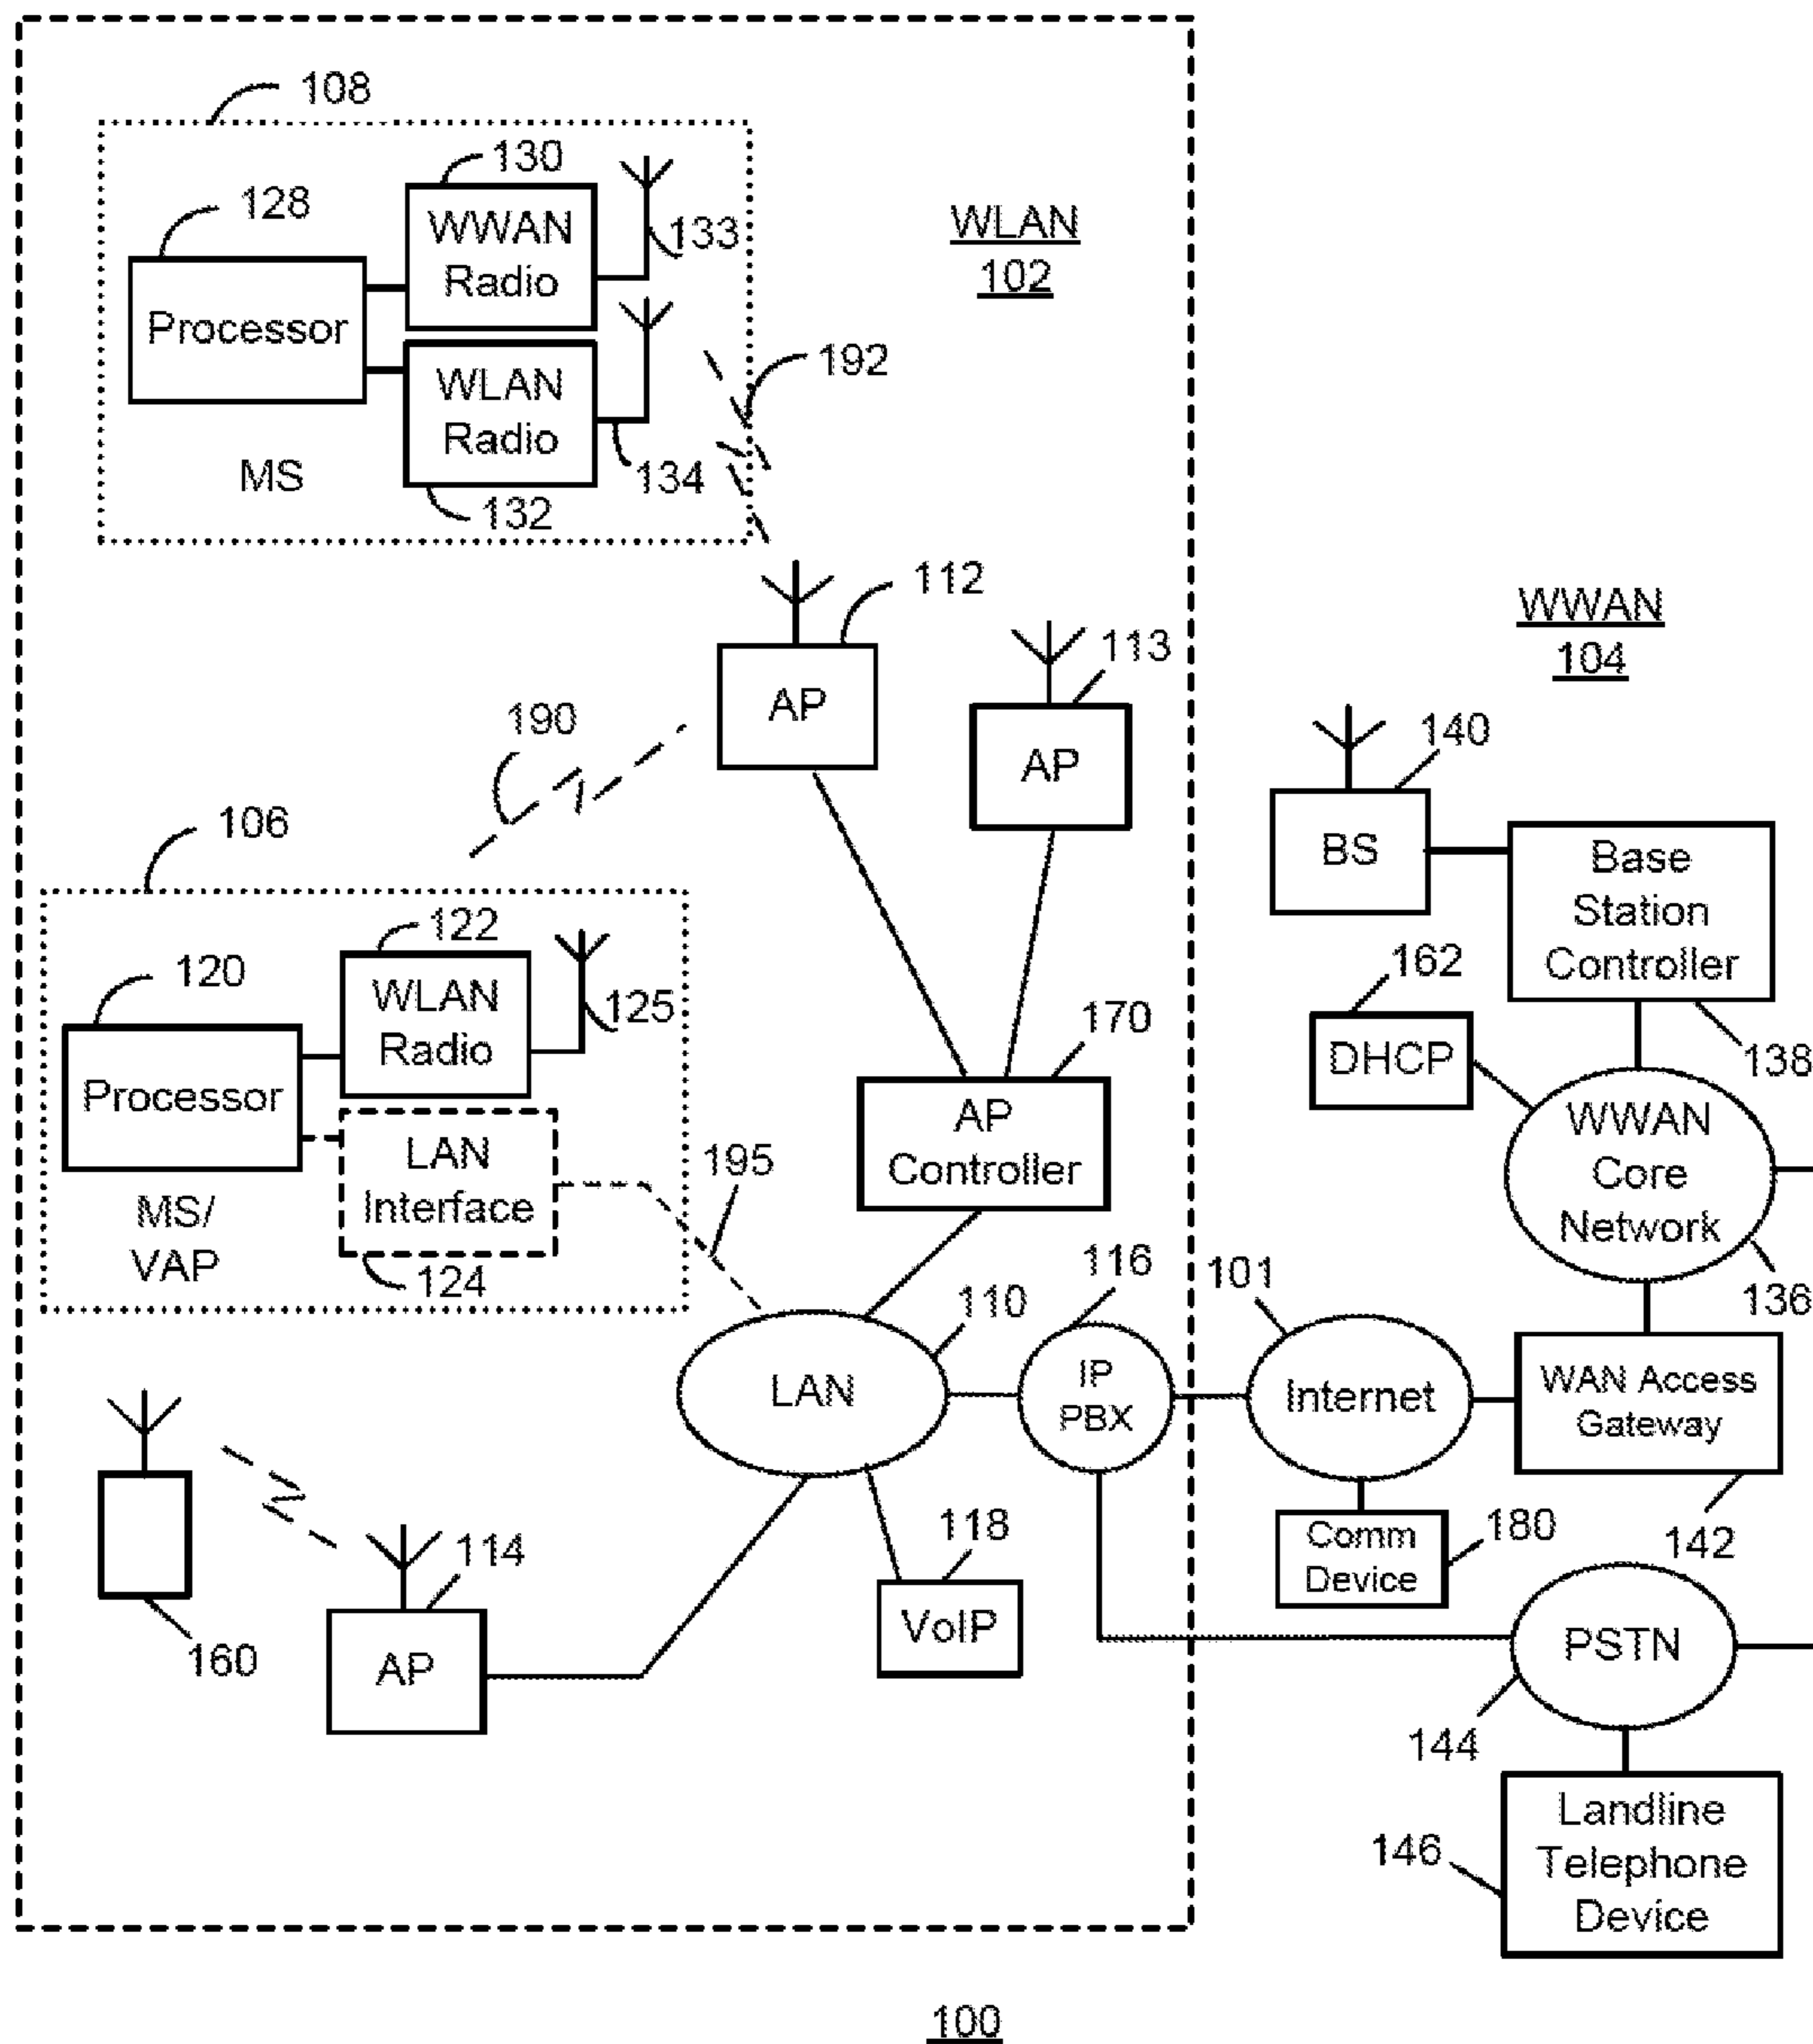 108
130
128
WWAN
Radio
133
WLAN
102
Processor
192
WLAN
Radio
134
MS
132
112
WWAN
104
113
AP
190
AP
140
106
BS
Base
Station
Controller
122
120
WLAN
Radio
125
162
170
DHCP
138
Processor
AP
Controller
WWAN
Core
Network
LAN
Interface
195
MS/
VAP
124
116
101
136
110
LAN
IP
PBX
Internet
WAN Access
Gateway
118
Comm
Device
180
142
114
VoIP
160
AP
PSTN
144
Landline
Telephone
Device
146
100